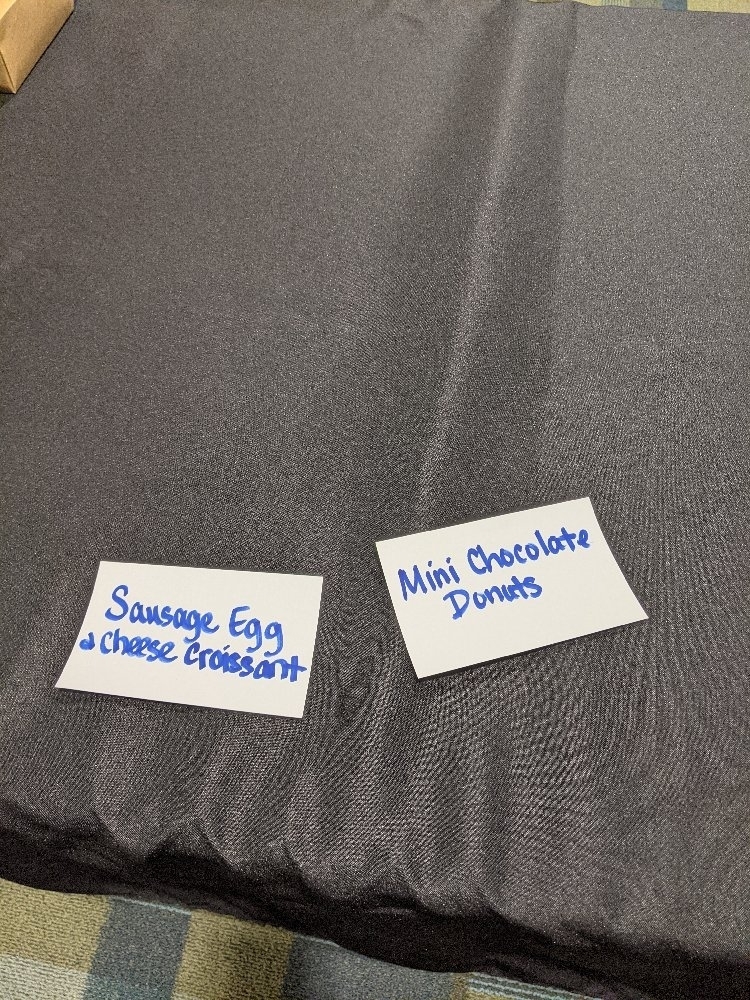 Sausage Egg
& Cheese Croissant
Mini Chocolate
Donuts